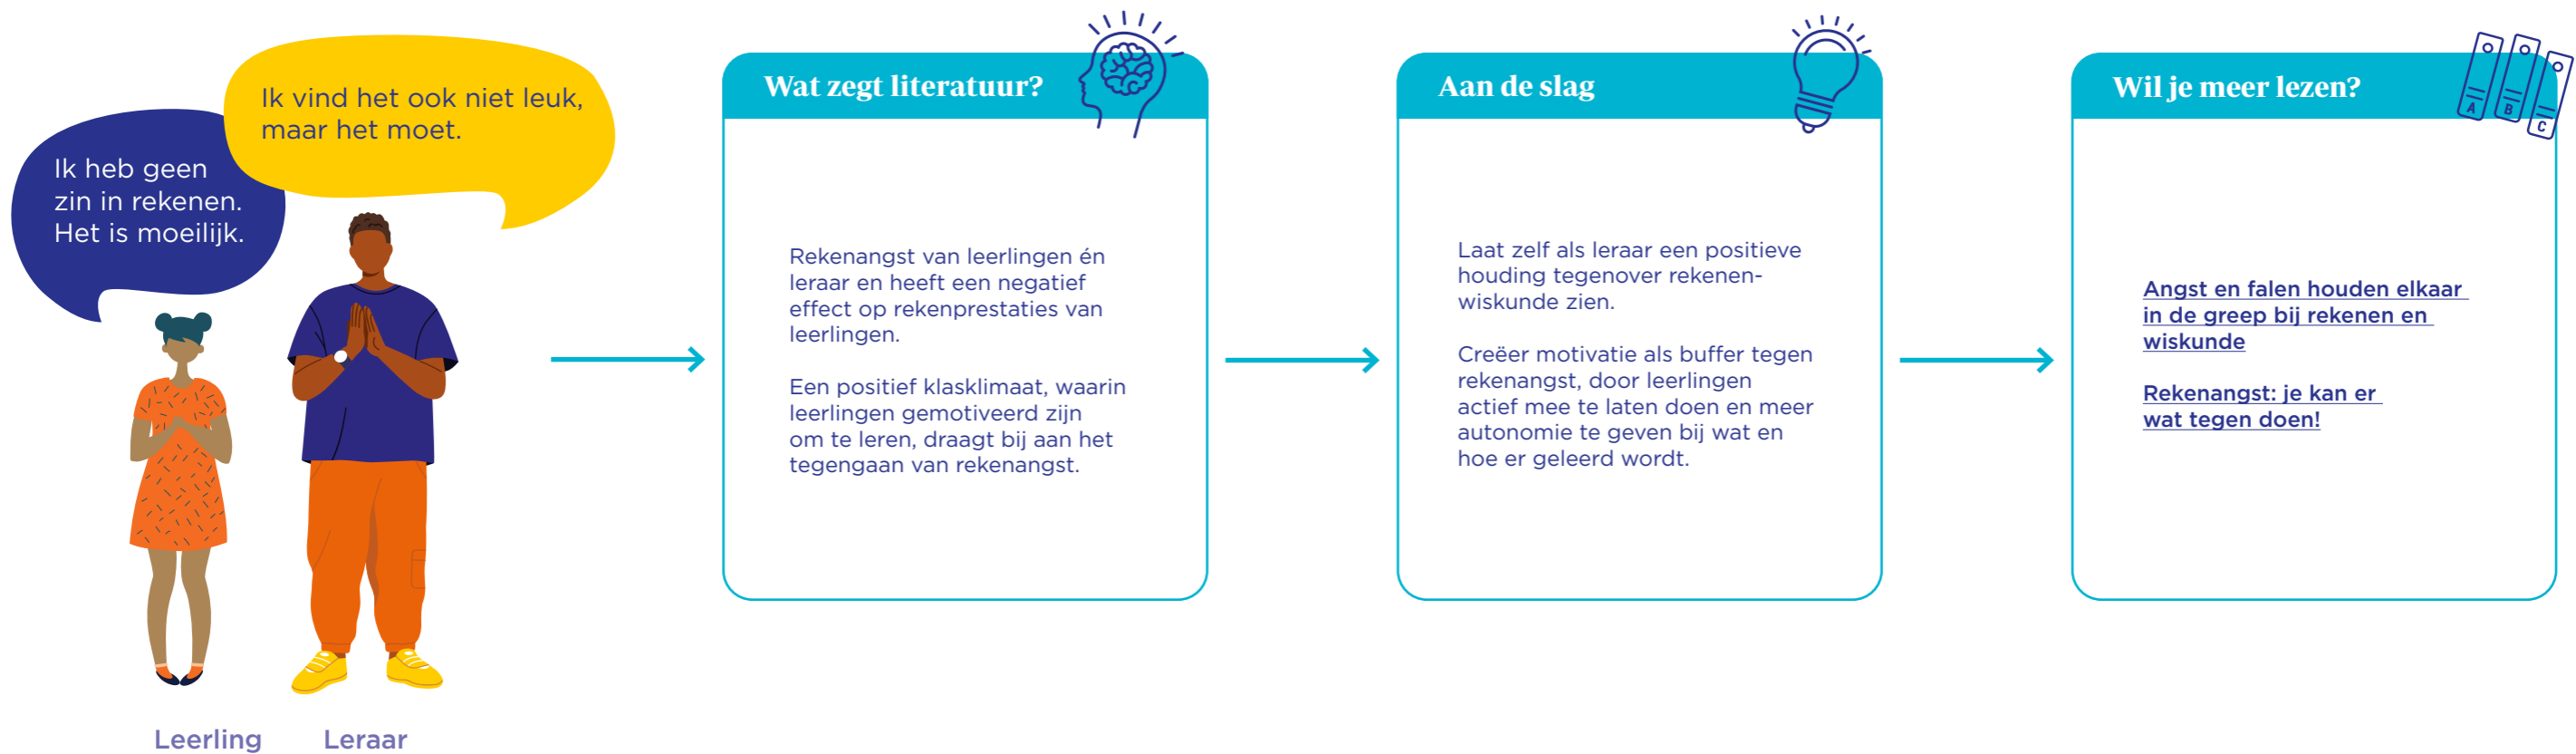 Ik heb geen
zin in rekenen.
Het is moeilijk.
Ik vind het ook niet leuk,
maar het moet.
Leerling
Leraar
Wat zegt literatuur?
Rekenangst van leerlingen én
leraar en heeft een negatief
effect op rekenprestaties van
leerlingen.
Een positief klasklimaat, waarin
leerlingen gemotiveerd zijn
om te leren, draagt bij aan het
tegengaan van rekenangst.
Aan de slag
Laat zelf als leraar een positieve
houding tegenover rekenen-
wiskunde zien.
Creëer motivatie als buffer tegen
rekenangst, door leerlingen
actief mee te laten doen en meer
autonomie te geven bij wat en
hoe er geleerd wordt.
Wil je meer lezen?
A
B
C
Angst en falen houden elkaar
in de greep bij rekenen en
wiskunde
Rekenangst: je kan er
wat tegen doen!